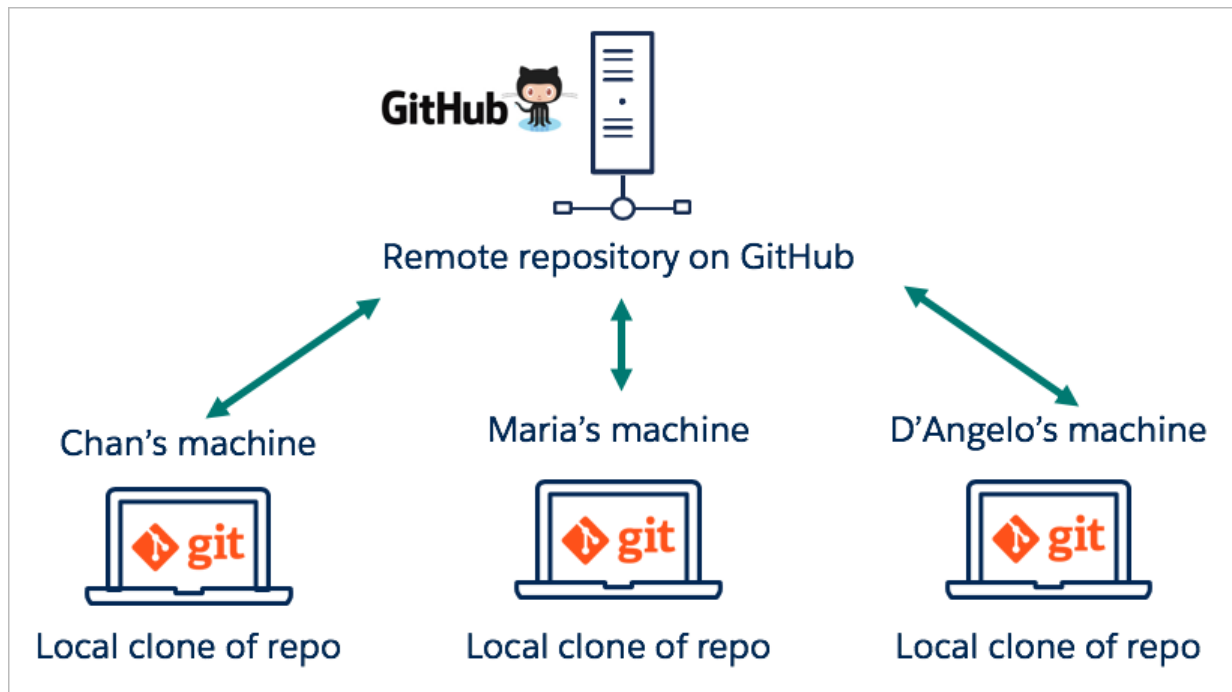 GitHub
Remote repository on GitHub
Chan's machine
Maria's machine
D'Angelo's machine
git
git
git
Local clone of repo
Local clone of repo
Local clone of repo